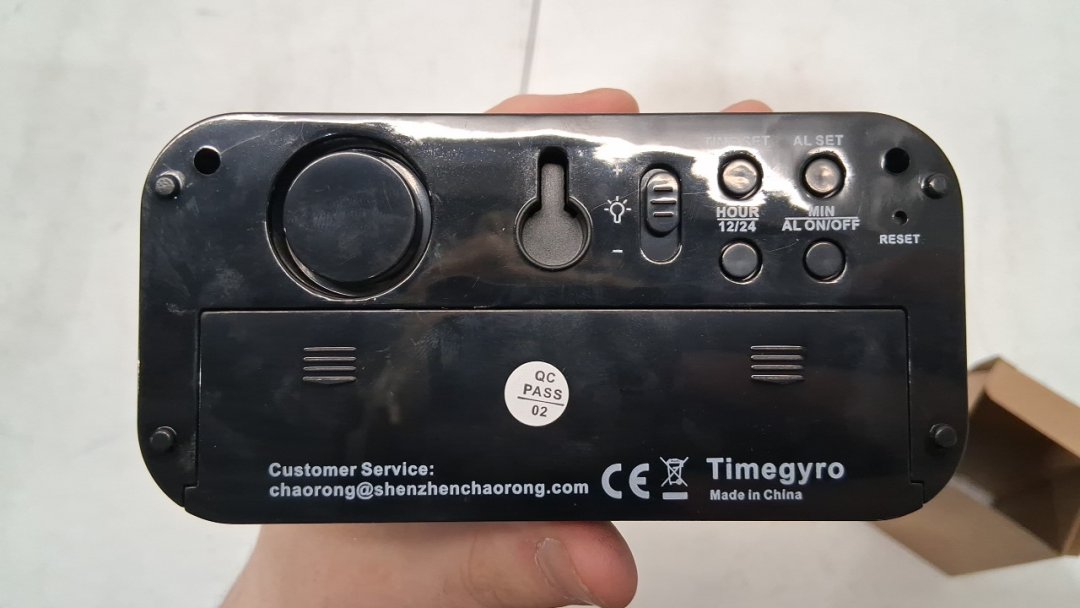 AL SET
+
HOUR
12/24
MIN
AL ON/OFF
-
RESET
QC
PASS
02
Customer Service:
chaorong@shenzhenchaorong.com
CE
Timegyro
Made in China